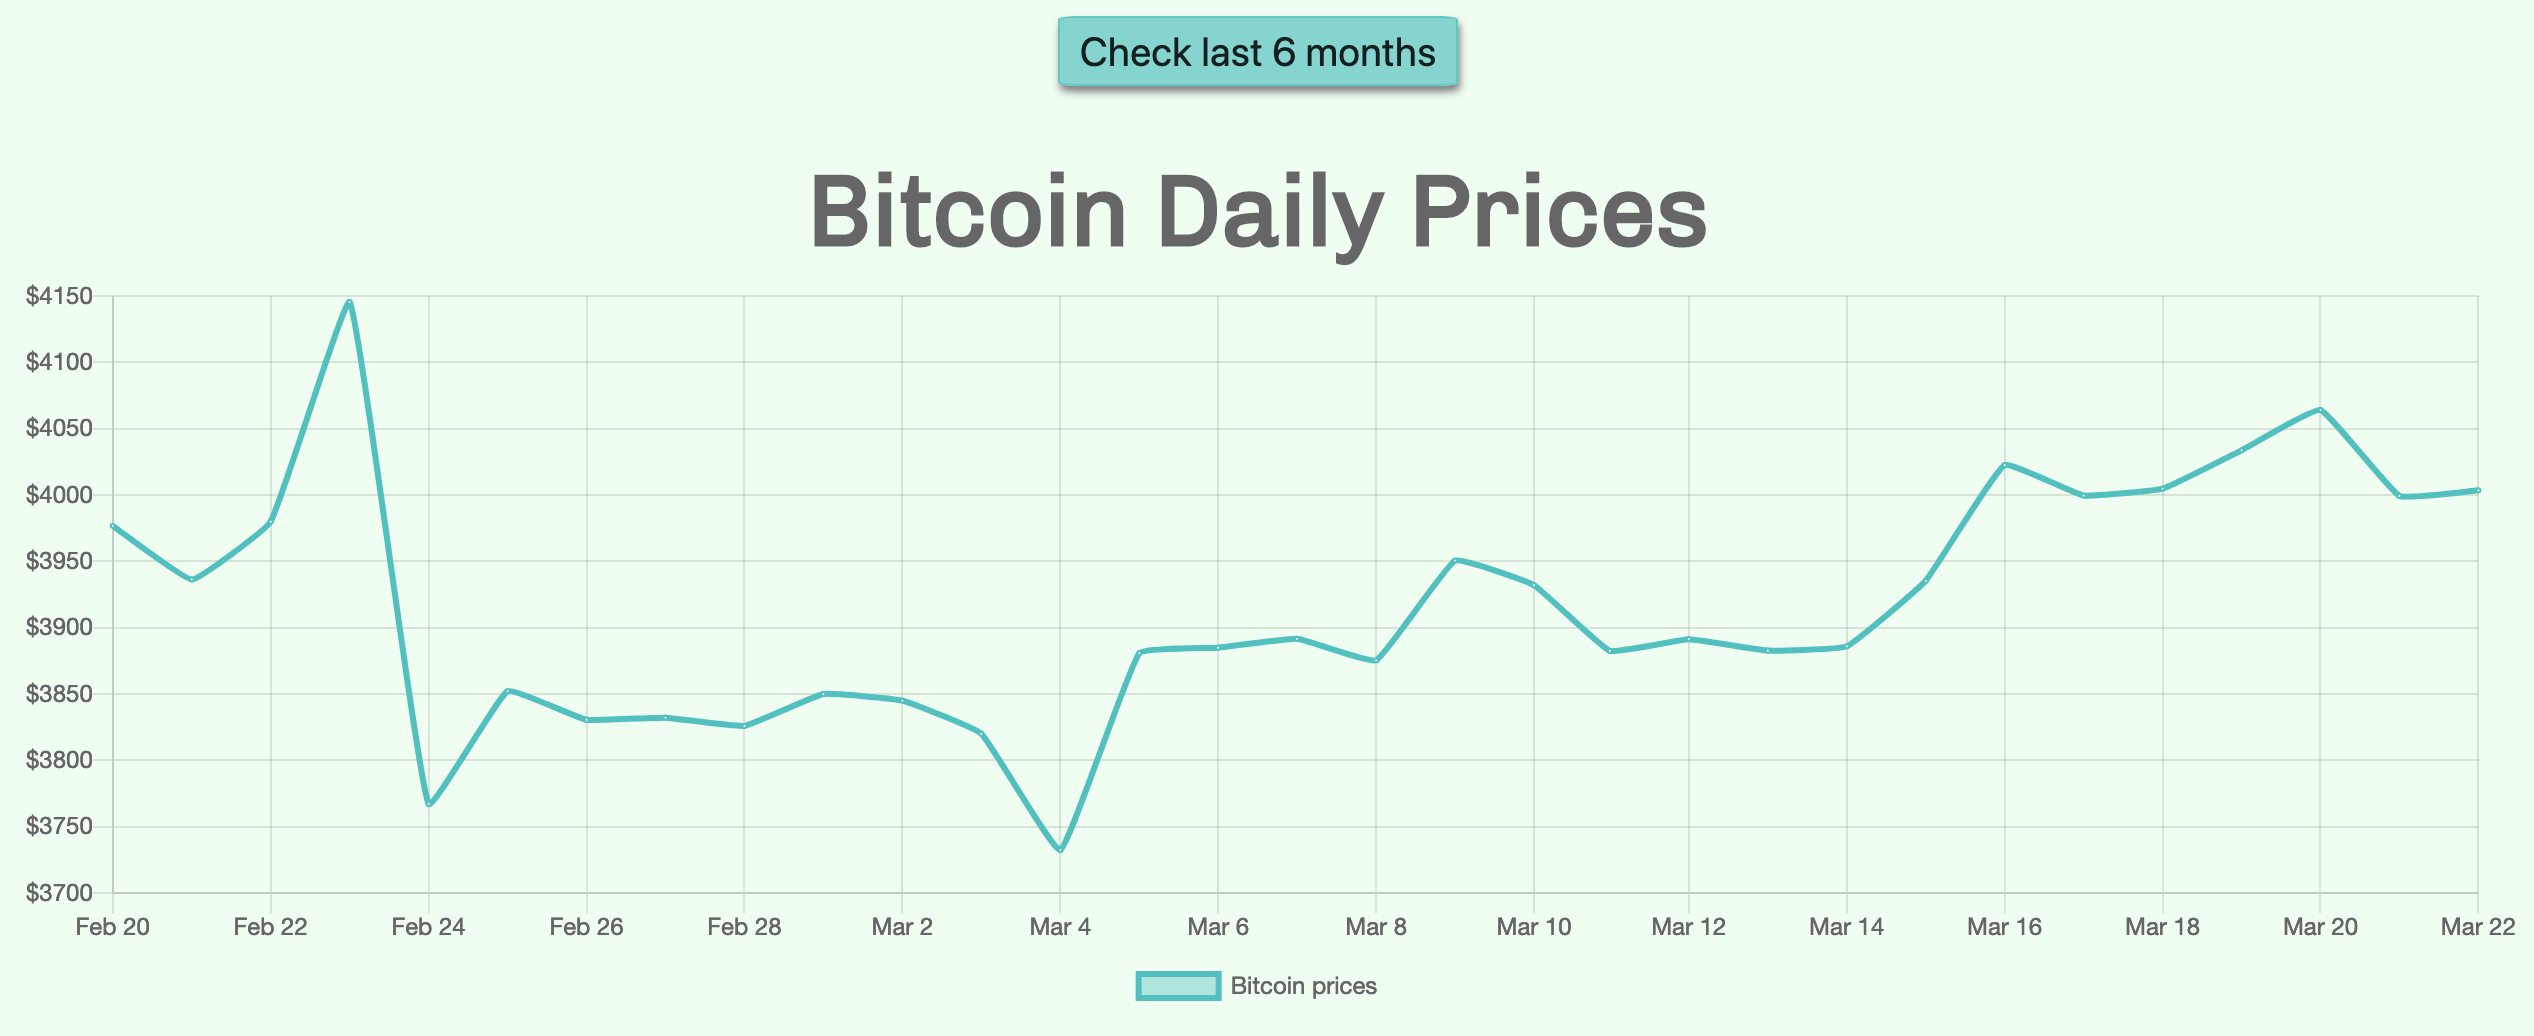 Check last 6 months
Bitcoin Daily Prices
$4150
$4100
$4050
$4000
$3950
$3900
$3850
$3800
$3750
$3700
Feb 20 Feb 22 Feb 24 Feb 26 Feb 28 Mar 2 Mar 4 Mar 6 Mar 8 Mar 10 Mar 12 Mar 14 Mar 16 Mar 18 Mar 20 Mar 22
Bitcoin prices